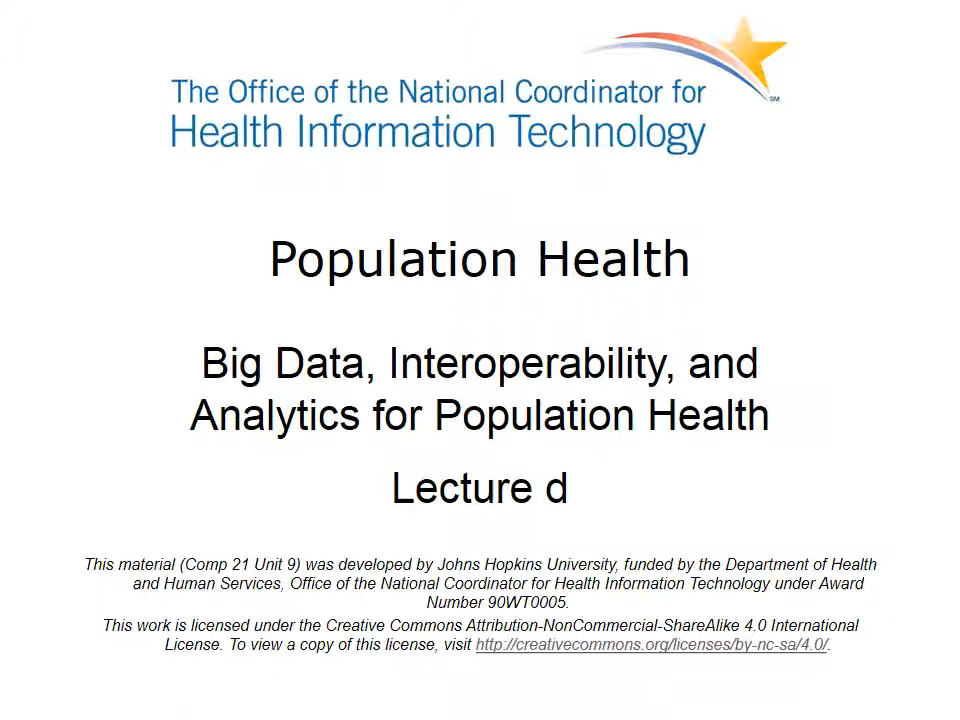 The Office of the National Coordinator for
Health Information Technology
SM
Population Health
Big Data, Interoperability, and
Analytics for Population Health
Lecture d
This material (Comp 21 Unit 9) was developed by Johns Hopkins University, funded by the Department of Health
and Human Services, Office of the National Coordinator for Health Information Technology under Award
Number 90WT0005.
This work is licensed under the Creative Commons Attribution-NonCommercial-ShareAlike 4.0 International
License. To view a copy of this license, visit http://creativecommons.org/licenses/by-nc-sa/4.0/.